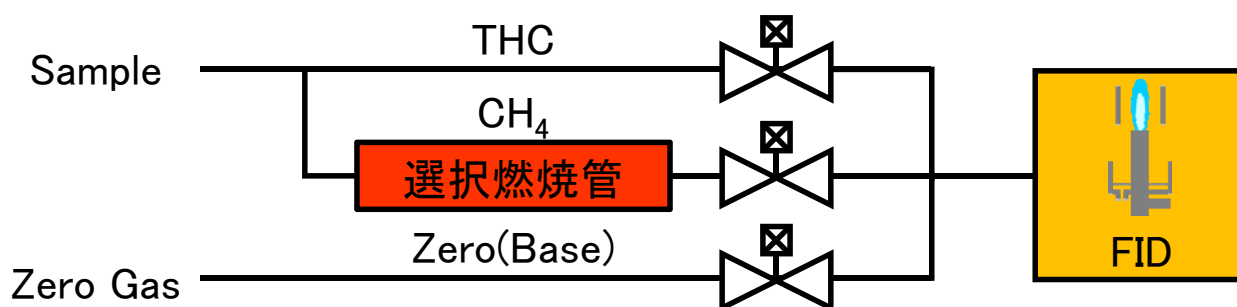 THC
Sample
CH₄
選択燃焼管
Zero(Base)
FID
Zero Gas